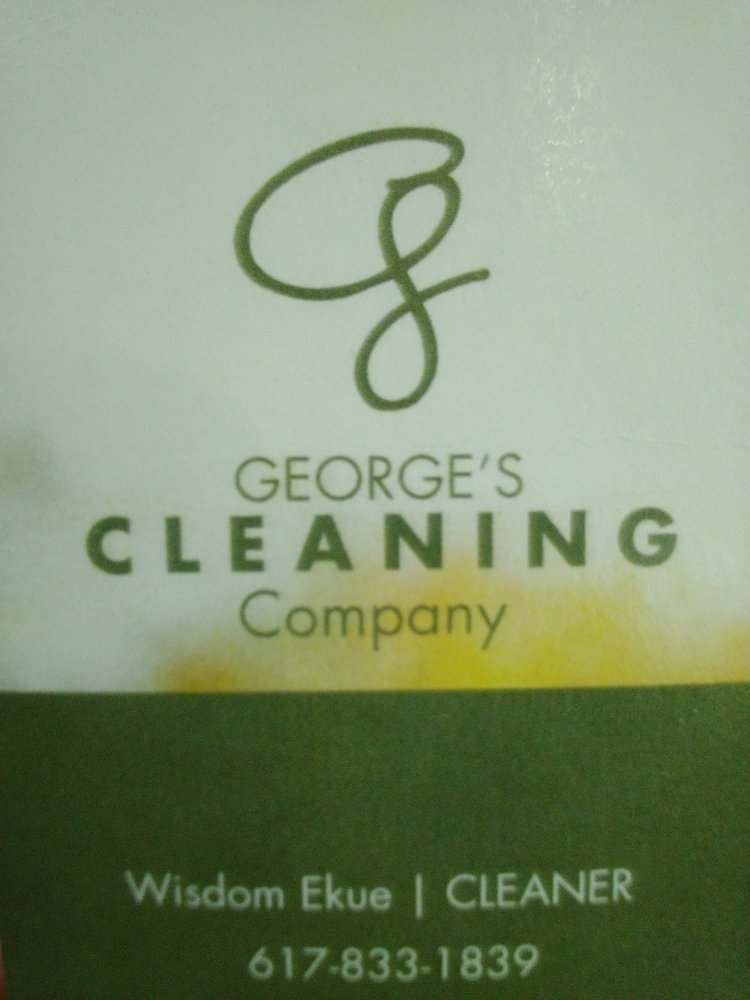 GEORGE'S
CLEANING
Company
Wisdom Ekue | CLEANER
617-833-1839